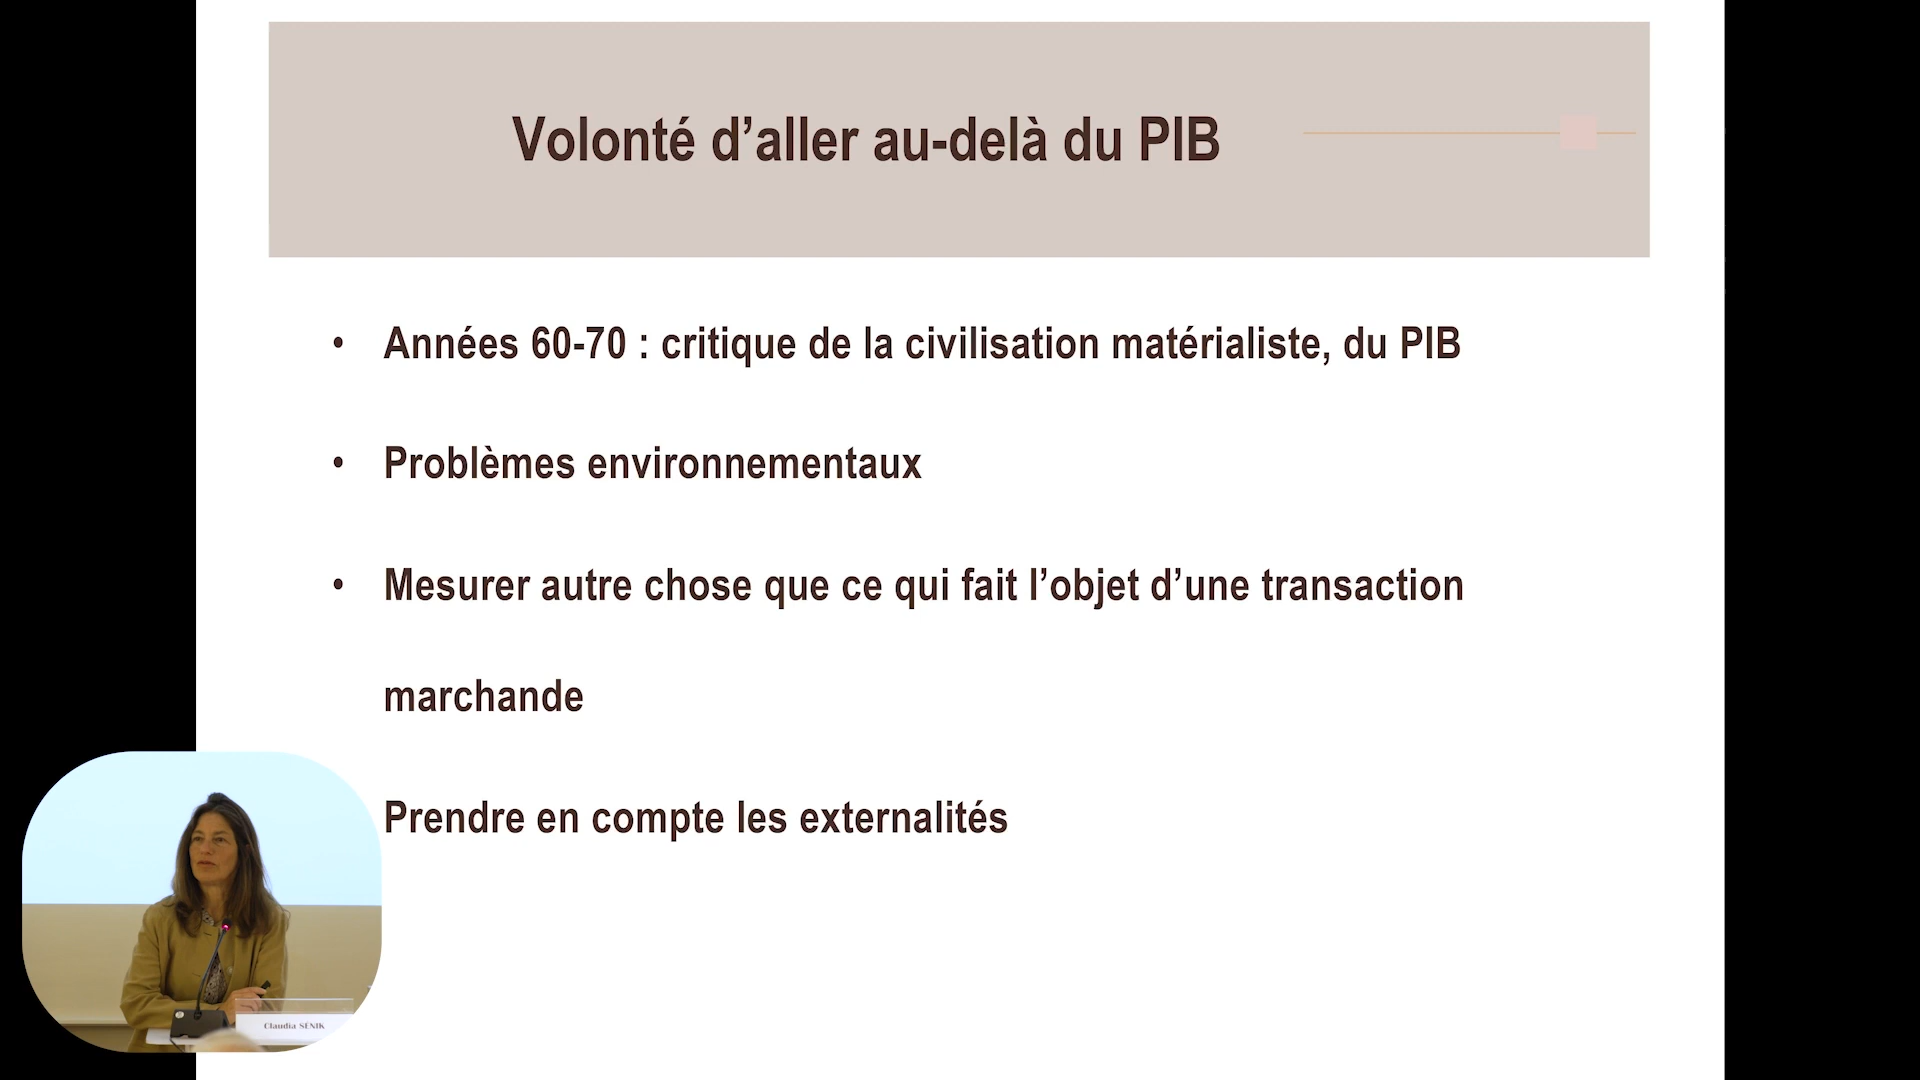 Volonté d’aller au-delà du PIB
• Années 60-70 : critique de la civilisation matérialiste, du PIB
• Problèmes environnementaux
• Mesurer autre chose que ce qui fait l’objet d’une transaction
marchande
Prendre en compte les externalités
Claudia SENIK